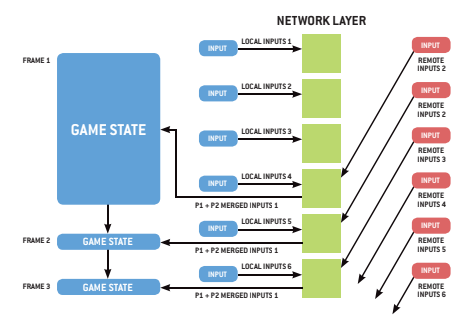 NETWORK LAYER
INPUT
LOCAL INPUTS 1
INPUT
REMOTE
INPUTS 2
FRAME 1
GAME STATE
INPUT
LOCAL INPUTS 2
INPUT
REMOTE
INPUTS 2
INPUT
LOCAL INPUTS 3
INPUT
REMOTE
INPUTS 3
INPUT
LOCAL INPUTS 4
P1 + P2 MERGED INPUTS 1
INPUT
REMOTE
INPUTS 4
INPUT
LOCAL INPUTS 5
FRAME 2
GAME STATE
P1 + P2 MERGED INPUTS 1
INPUT
REMOTE
INPUTS 5
INPUT
LOCAL INPUTS 6
FRAME 3
GAME STATE
P1 + P2 MERGED INPUTS 1
INPUT
REMOTE
INPUTS 6